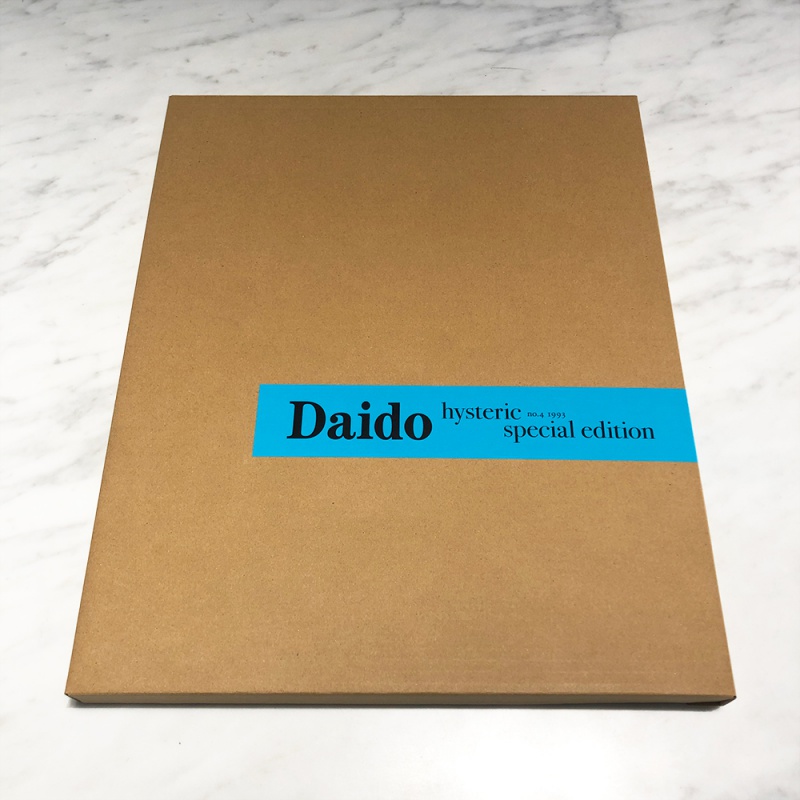 Daido hysteric no.4 1993
special edition